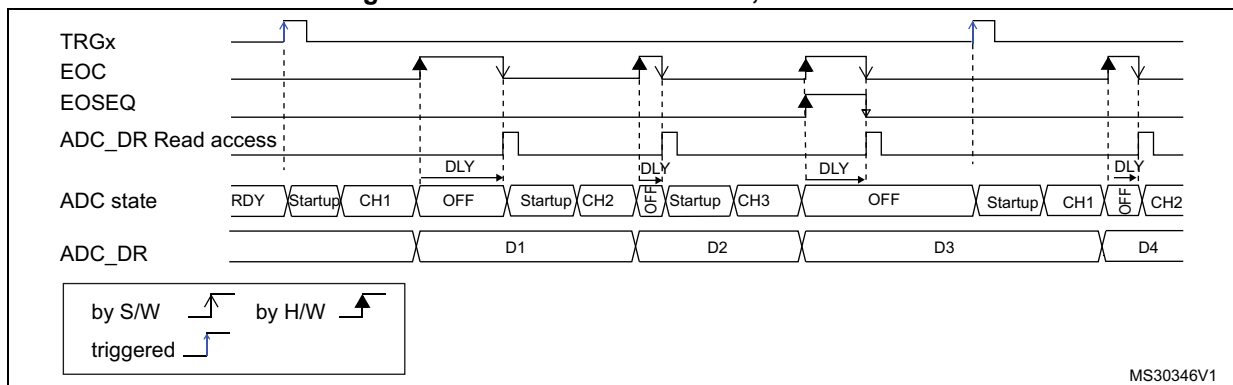 TRGx
EOC
EOSEQ
ADC_DR Read access
DLY DLY DLY DLY
ADC state RDY Startup CH1 OFF Startup CH2 OFF Startup CH3 OFF Startup CH1 OFF CH2
ADC_DR D1 D2 D3 D4
by S/W by H/W
triggered
MS30346V1